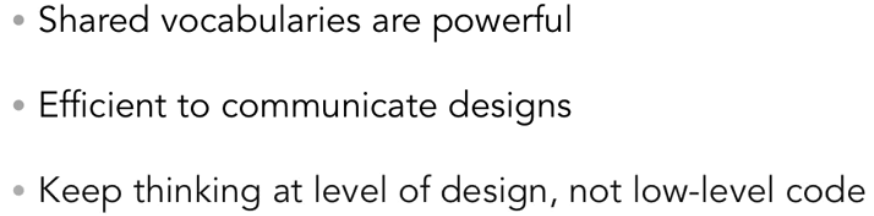 • Shared vocabularies are powerful
• Efficient to communicate designs
• Keep thinking at level of design, not low-level code